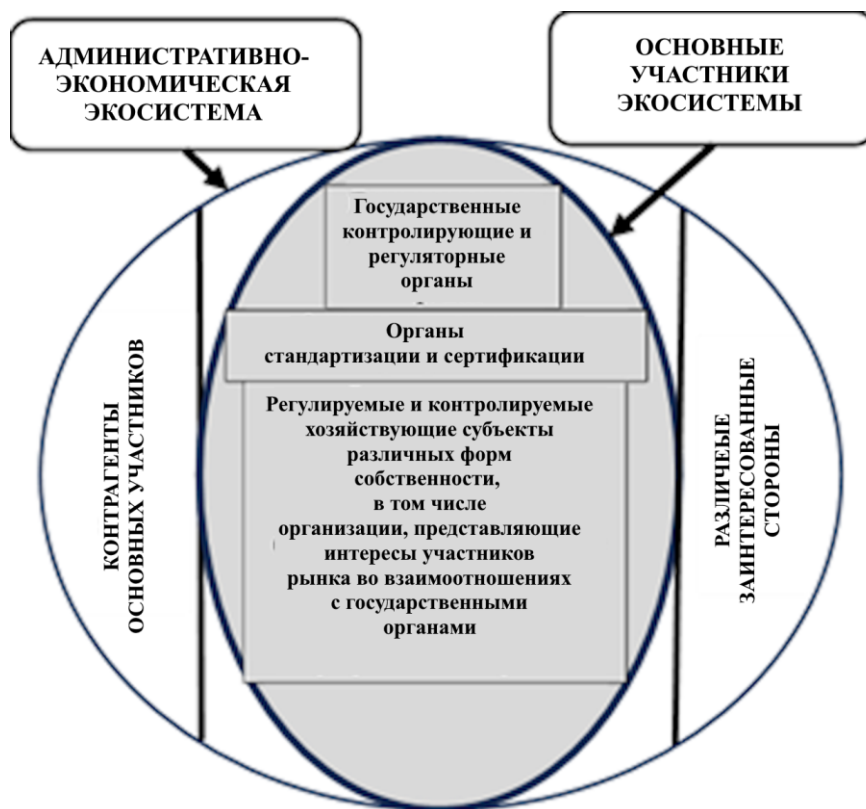 АДМИНИСТРАТИВНО-
ЭКОНОМИЧЕСКАЯ
ЭКОСИСТЕМА
ОСНОВНЫЕ
УЧАСТНИКИ
ЭКОСИСТЕМЫ
Государственные
контролирующие и
регуляторные
органы
Органы
стандартизации и сертификации
Регулируемые и контролируемые
хозяйствующие субъекты
различных форм
собственности,
в том числе
организации, представляющие
интересы участников
рынка во взаимоотношениях
с государственными
органами
КОНТРАГЕНТЫ
ОСНОВНЫХ УЧАСТНИКОВ
РАЗЛИЧЕЫЕ
ЗАИНТЕРЕСОВАННЫЕ
СТОРОНЫ